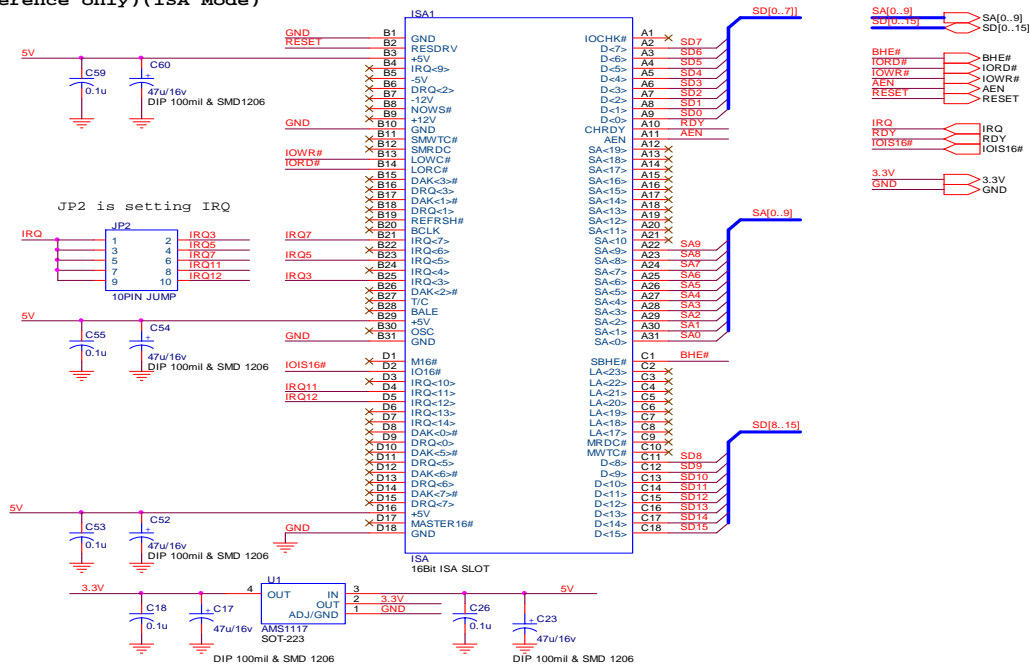 erence only)(ISA Mode)
ISA1
5V
C59
0.1u
C60
47u/16v
DIP 100mil & SMD1206
GND B1 GND
RESET B2 RESDRV
B3 +5V
B4 IRQ<9>
B5 -5V
B6 DRQ<2>
B7 -12V
B8 NOWS#
B9 +12V
GND B10 GND
B11 SMWTC#
B12 SMRDC
IOWR# B13 LOWC#
IORD# B14 LORC#
B15 DAK<3>#
B16 DRQ<3>
B17 DAK<1>#
B18 DRQ<1>
B19 REFRSH#
B20 BCLK
IRQ7 B21 IRQ<7>
B22 IRQ<6>
IRQ5 B23 IRQ<5>
B24 IRQ<4>
IRQ3 B25 IRQ<3>
B26 DAK<2>#
B27 T/C
B28 BALE
B29 +5V
B30 OSC
GND B31 GND
D1 M16#
IOIS16# D2 IO16#
D3 IRQ<10>
IRQ11 D4 IRQ<11>
IRQ12 D5 IRQ<12>
D6 IRQ<13>
D7 IRQ<14>
D8 DAK<0>#
D9 DRQ<0>
D10 DAK<5>#
D11 DRQ<5>
D12 DAK<6>#
D13 DRQ<6>
D14 DAK<7>#
D15 DRQ<7>
D16 +5V
D17 MASTER16#
GND D18 GND
IOCHK# A1
D<7> A2 SD7
D<6> A3 SD6
D<5> A4 SD5
D<4> A5 SD4
D<3> A6 SD3
D<2> A7 SD2
D<1> A8 SD1
D<0> A9 SD0
CHRDY A10 RDY
AEN A11 AEN
SA<19> A12
SA<18> A13
SA<17> A14
SA<16> A15
SA<15> A16
SA<14> A17
SA<13> A18
SA<12> A19
SA<11> A20
SA<10 A21
SA<9> A22 SA9
SA<8> A23 SA8
SA<7> A24 SA7
SA<6> A25 SA6
SA<5> A26 SA5
SA<4> A27 SA4
SA<3> A28 SA3
SA<2> A29 SA2
SA<1> A30 SA1
SA<0> A31 SA0
SBHE# C1 BHE#
LA<23> C2
LA<22> C3
LA<21> C4
LA<20> C5
LA<19> C6
LA<18> C7
LA<17> C8
MRDC# C9
MWTC# C10
D<8> C11 SD8
D<9> C12 SD9
D<10> C13 SD10
D<11> C14 SD11
D<12> C15 SD12
D<13> C16 SD13
D<14> C17 SD14
D<15> C18 SD15
ISA
16Bit ISA SLOT
SD[0..7]]
SA[0..9]
SD[8..15]
SA[0..9] SA[0..9]
SD[0..15] SD[0..15]
BHE# BHE#
IORD# IORD#
IOWR# IOWR#
AEN AEN
RESET RESET
IRQ IRQ
RDY RDY
IOIS16# IOIS16#
3.3V 3.3V
GND GND
JP2 is setting IRQ
JP2
IRQ 1 2 IRQ3
3 4 IRQ5
5 6 IRQ7
7 8 IRQ11
9 10 IRQ12
10PIN JUMP
5V
C55
0.1u
C54
47u/16v
DIP 100mil & SMD 1206
5V
C53
0.1u
C52
47u/16v
DIP 100mil & SMD 1206
3.3V
C18
0.1u
C17
47u/16v
DIP 100mil & SMD 1206
U1
4 OUT IN 3 5V
OUT 2 3.3V
ADJ/GND 1 GND
AMS1117
SOT-223
C26
0.1u
C23
47u/16v
DIP 100mil & SMD 1206